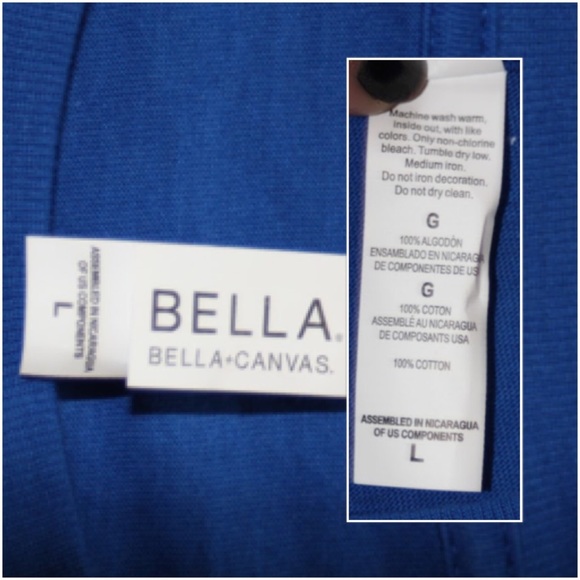 BELLA®
BELLA+CANVAS.
L
ASSEMBLED IN NICARAGUA
OF US COMPONENTS
Machine wash warm,
inside out, with like
colors. Only non-chlorine
bleach. Tumble dry low.
Medium iron.
Do not iron decoration.
Do not dry clean.
G
100% ALGODÓN
ENSAMBLADO EN NICARAGA
DE COMPONENTES DE US
G
100% COTON
ASSEMBLÉ AU NICARAGUA
DE COMPOSANTS USA
100% COTTON
ASSEMBLED IN NICARAGUA
OF US COMPONENTS
L